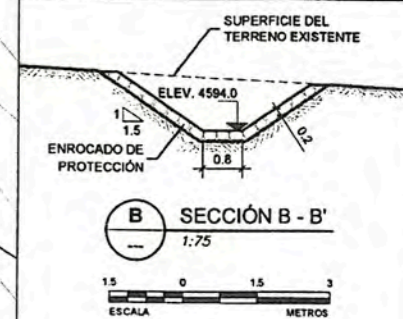 SUPERFICIE DEL
TERRENO EXISTENTE
ELEV. 4594.0
1
1.5
ENROCADO DE
PROTECCIÓN
0.8
0.2
B
SECCIÓN B - B'
1:75
1.5 0 1.5 3
ESCALA METROS